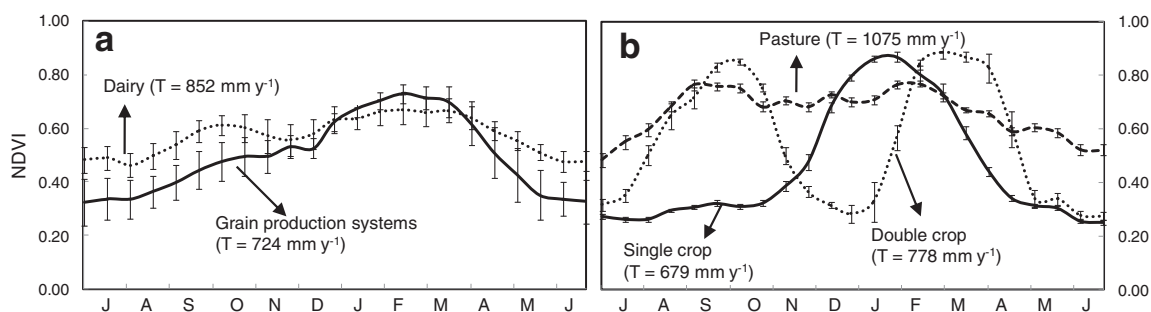 a
b
NDVI
1.00
0.80
0.60
0.40
0.20
0.00
Dairy (T = 852 mm y-1)
Grain production systems
(T = 724 mm y-1)
J A S O N D J F M A M J
Pasture (T = 1075 mm y-1)
Single crop
(T = 679 mm y-1)
Double crop
(T = 778 mm y-1)
J A S O N D J F M A M J
1.00
0.80
0.60
0.40
0.20
0.00